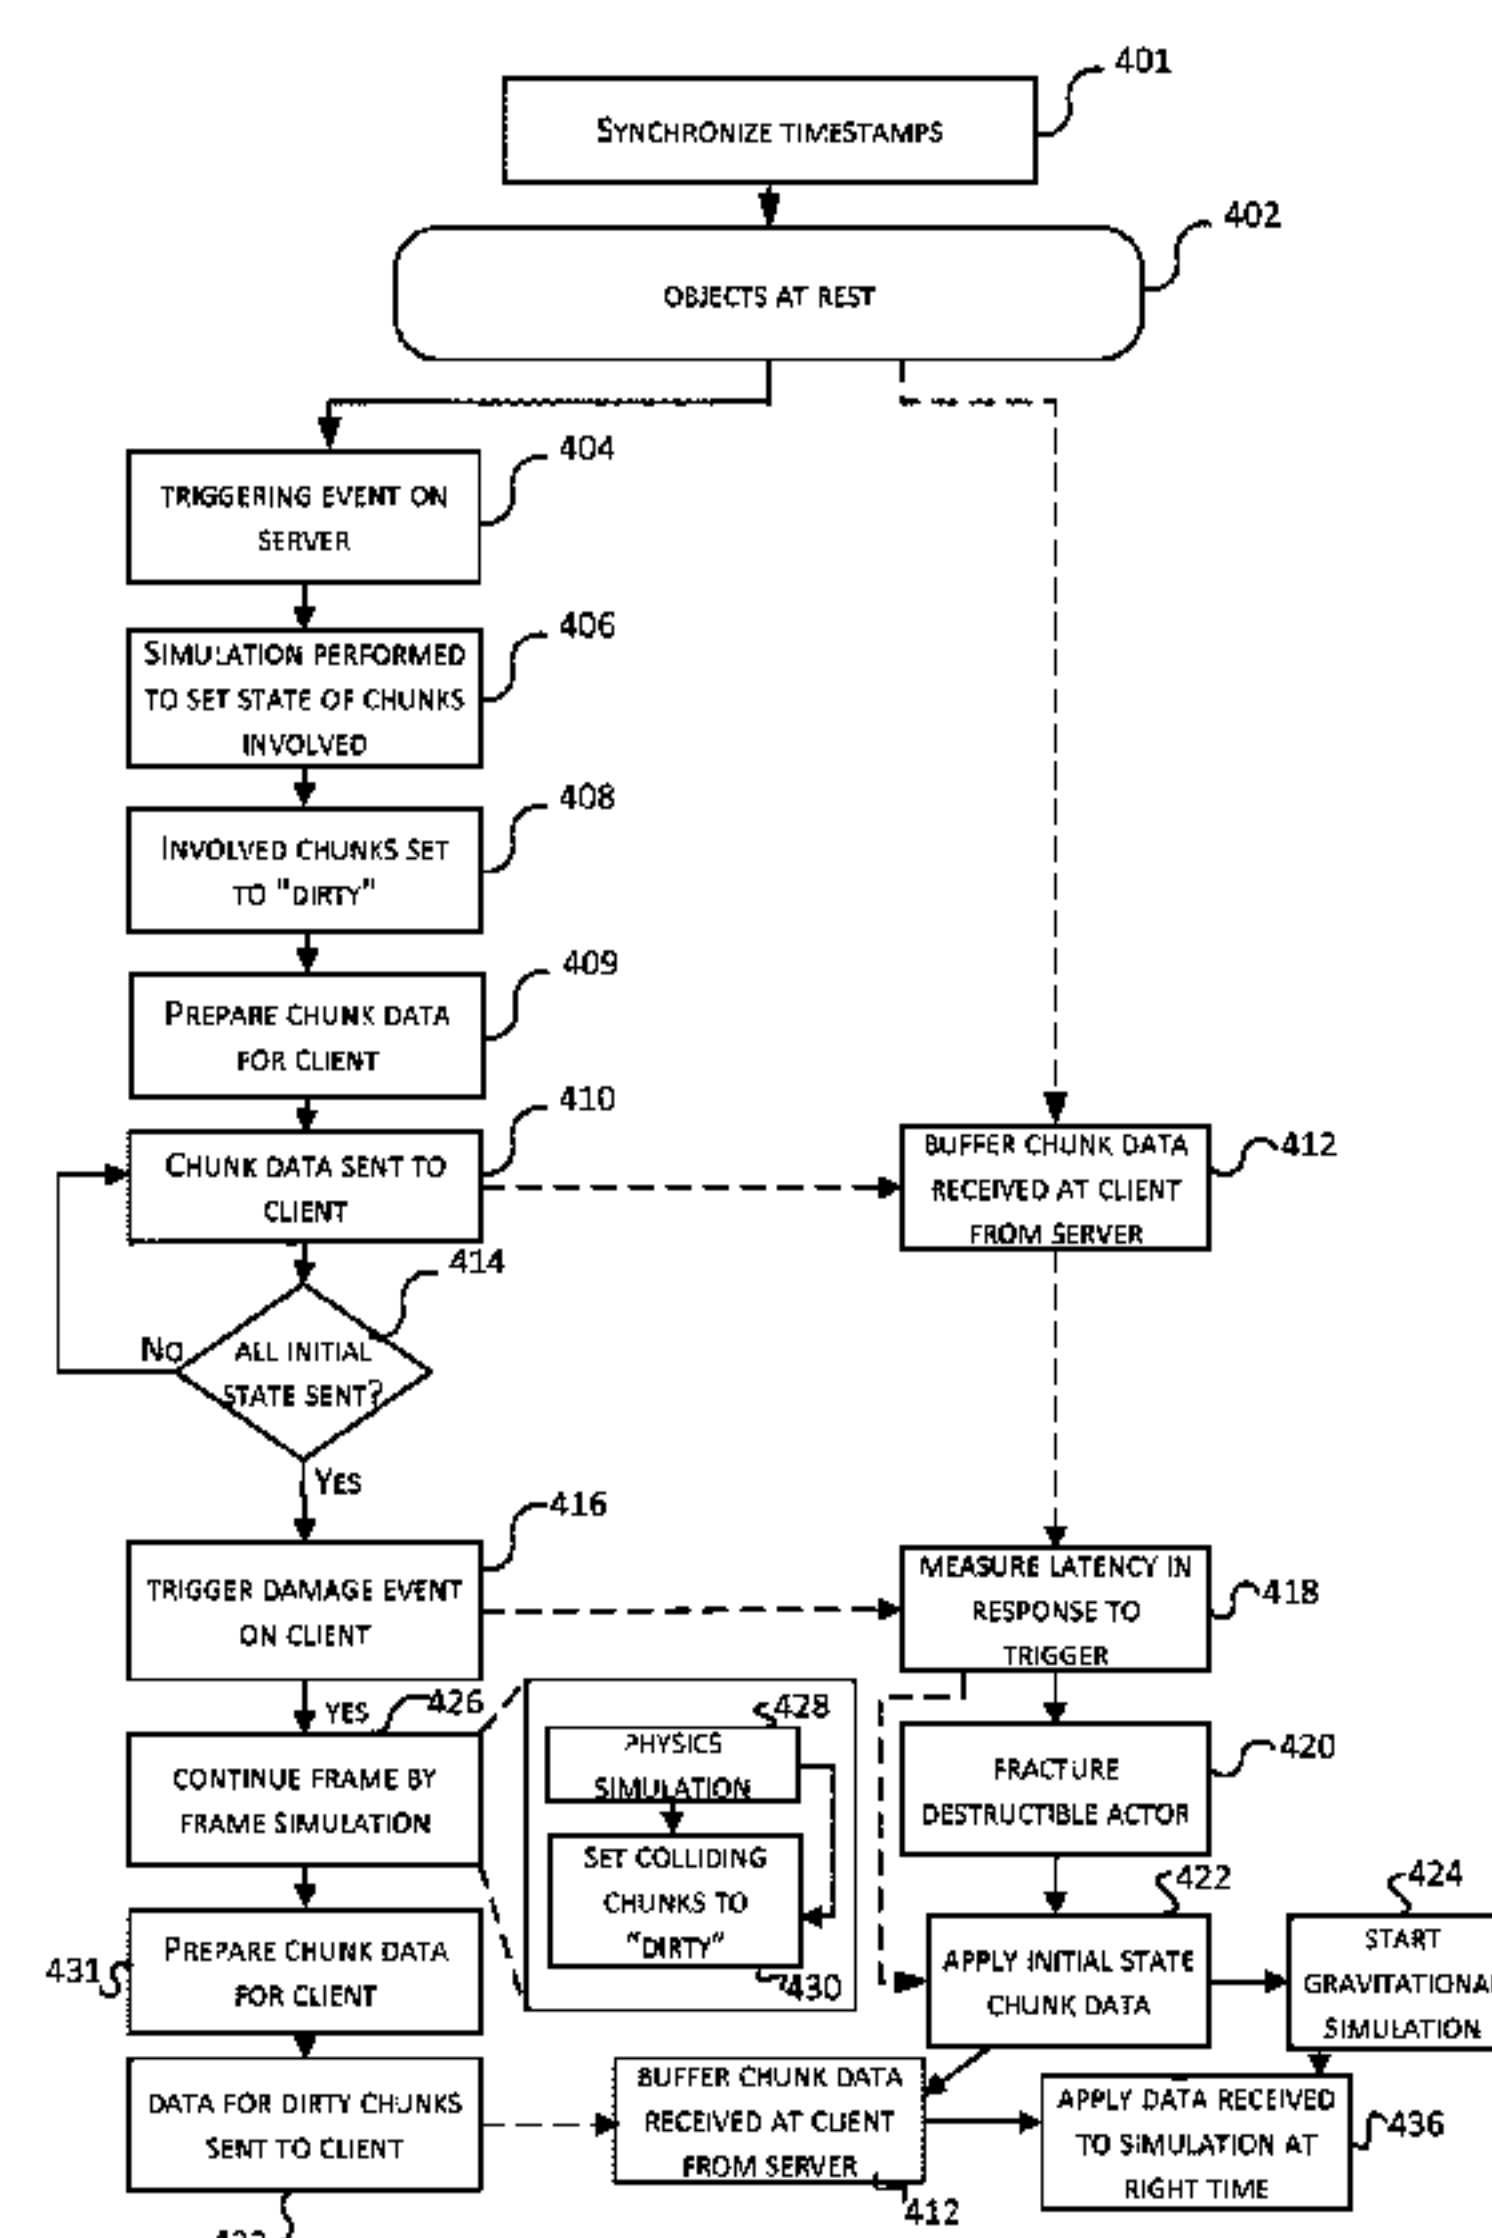 401
SYNCHRONIZE TIMESTAMPS
402
OBJECTS AT REST
404
TRIGGERING EVENT ON
SERVER
406
SIMULATION PERFORMED
TO SET STATE OF CHUNKS
INVOLVED
408
INVOLVED CHUNKS SET
TO "DIRTY"
409
PREPARE CHUNK DATA
FOR CLIENT
410
CHUNK DATA SENT TO
CLIENT
BUFFER CHUNK DATA
RECEIVED AT CLIENT
FROM SERVER
412
414
NO
ALL INITIAL
STATE SENT?
YES
416
TRIGGER DAMAGE EVENT
ON CLIENT
MEASURE LATENCY IN
RESPONSE TO
TRIGGER
418
YES
426
CONTINUE FRAME BY
FRAME SIMULATION
428
PHYSICS
SIMULATION
SET COLLIDING
CHUNKS TO
"DIRTY"
430
FRACTURE
DESTRUCTIBLE ACTOR
420
422
APPLY INITIAL STATE
CHUNK DATA
424
START
GRAVITATIONAL
SIMULATION
431
PREPARE CHUNK DATA
FOR CLIENT
DATA FOR DIRTY CHUNKS
SENT TO CLIENT
BUFFER CHUNK DATA
RECEIVED AT CLIENT
FROM SERVER
412
APPLY DATA RECEIVED
TO SIMULATION AT
RIGHT TIME
436